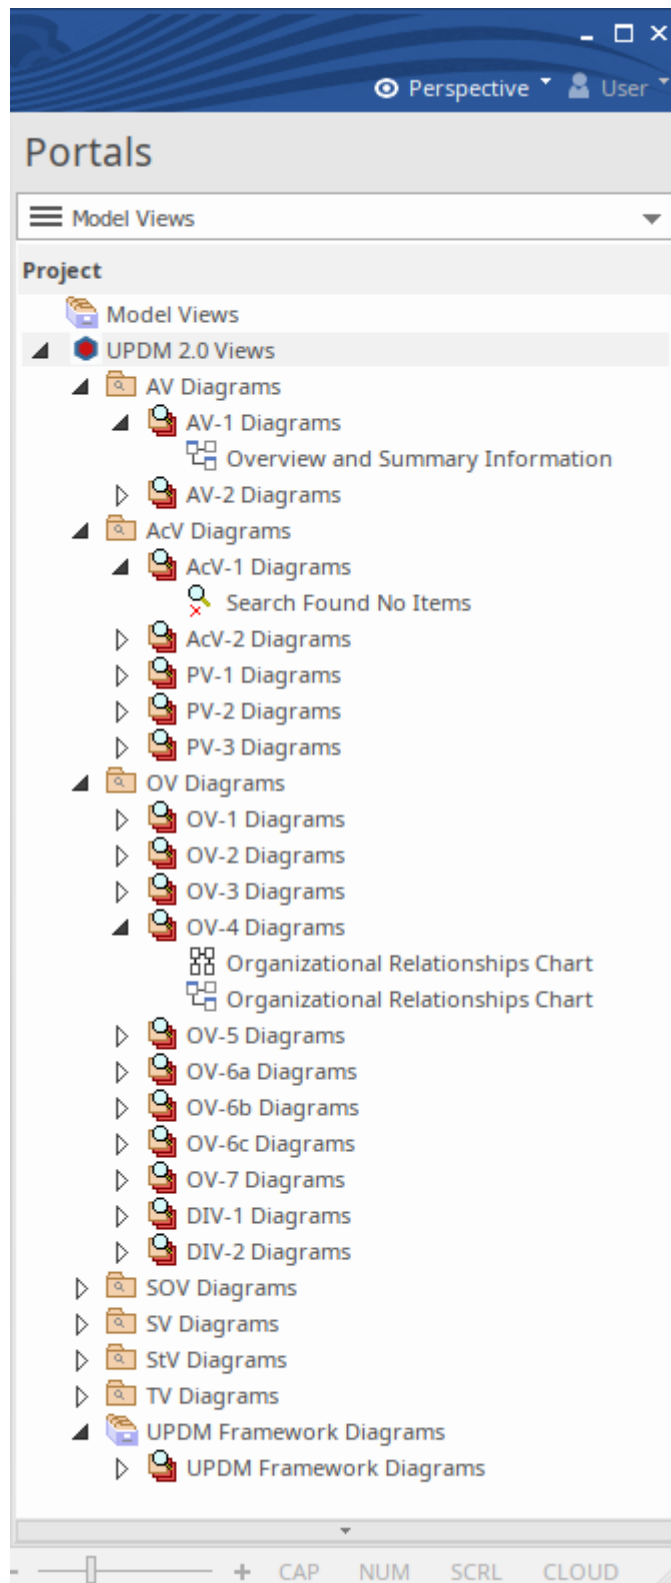 Perspective User
Portals
Model Views
Project
Model Views
UPDM 2.0 Views
AV Diagrams
AV-1 Diagrams
Overview and Summary Information
AV-2 Diagrams
AcV Diagrams
AcV-1 Diagrams
Search Found No Items
AcV-2 Diagrams
PV-1 Diagrams
PV-2 Diagrams
PV-3 Diagrams
OV Diagrams
OV-1 Diagrams
OV-2 Diagrams
OV-3 Diagrams
OV-4 Diagrams
Organizational Relationships Chart
Organizational Relationships Chart
OV-5 Diagrams
OV-6a Diagrams
OV-6b Diagrams
OV-6c Diagrams
OV-7 Diagrams
DIV-1 Diagrams
DIV-2 Diagrams
SOV Diagrams
SV Diagrams
StV Diagrams
TV Diagrams
UPDM Framework Diagrams
UPDM Framework Diagrams
- + CAP NUM SCRL CLOUD